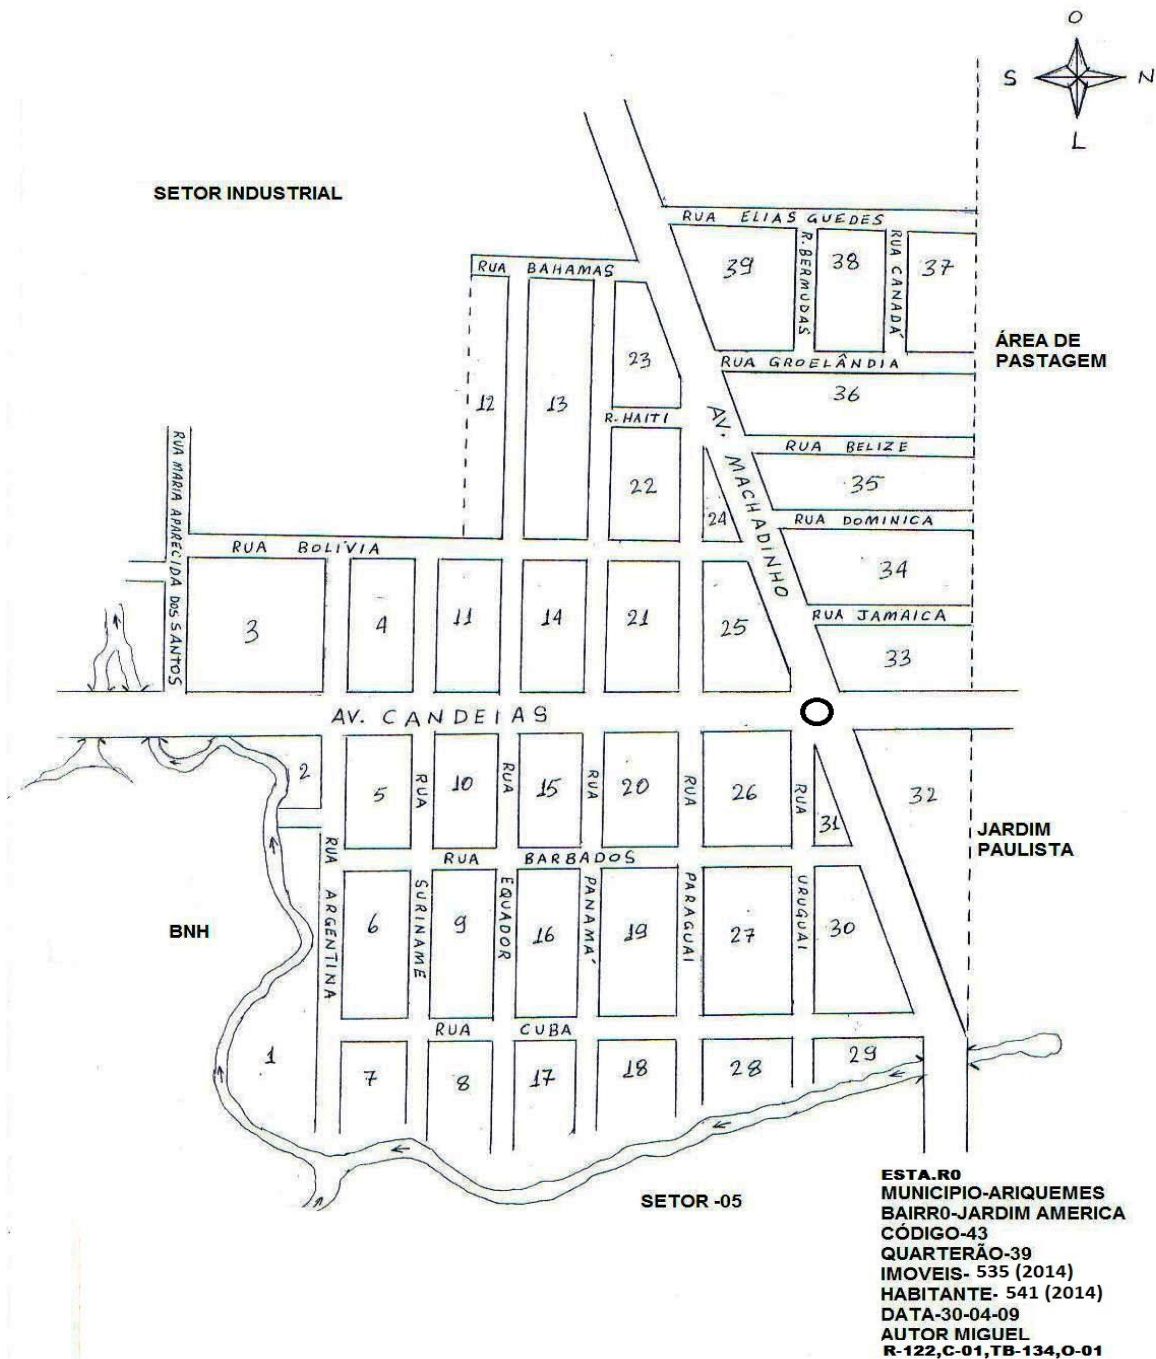 O
S N
L
SETOR INDUSTRIAL
RUA ELIAS GUEDES
39
R. BERMUDAS
38
RUA CANADÁ
37
RUA BAHAMAS
ÁREA DE
PASTAGEM
23
RUA GROELÂNDIA
36
12
13
R. HAITI
AV. MACHADINHO
RUA BELIZE
RUA MARIA APARECIDA DOS SANTOS
22
35
24
RUA DOMINICA
RUA BOLÍVIA
34
3
4
11
14
21
25
RUA JAMAICA
33
AV. CANDEIAS
2
5
10
15
20
26
31
32
JARDIM
PAULISTA
RUA BARBADOS
RUA ARGENTINA
RUA SURINAME
RUA EQUADOR
RUA PANAMÁ
RUA PARAGUAI
RUA URUGUAI
BNH
6
9
16
19
27
30
RUA CUBA
1
7
8
17
18
28
29
SETOR -05
ESTA.R0
MUNICIPIO-ARIQUEMES
BAIRR0-JARDIM AMERICA
CÓDIGO-43
QUARTERÃO-39
IMOVEIS- 535 (2014)
HABITANTE- 541 (2014)
DATA-30-04-09
AUTOR MIGUEL
R-122,C-01,TB-134,O-01